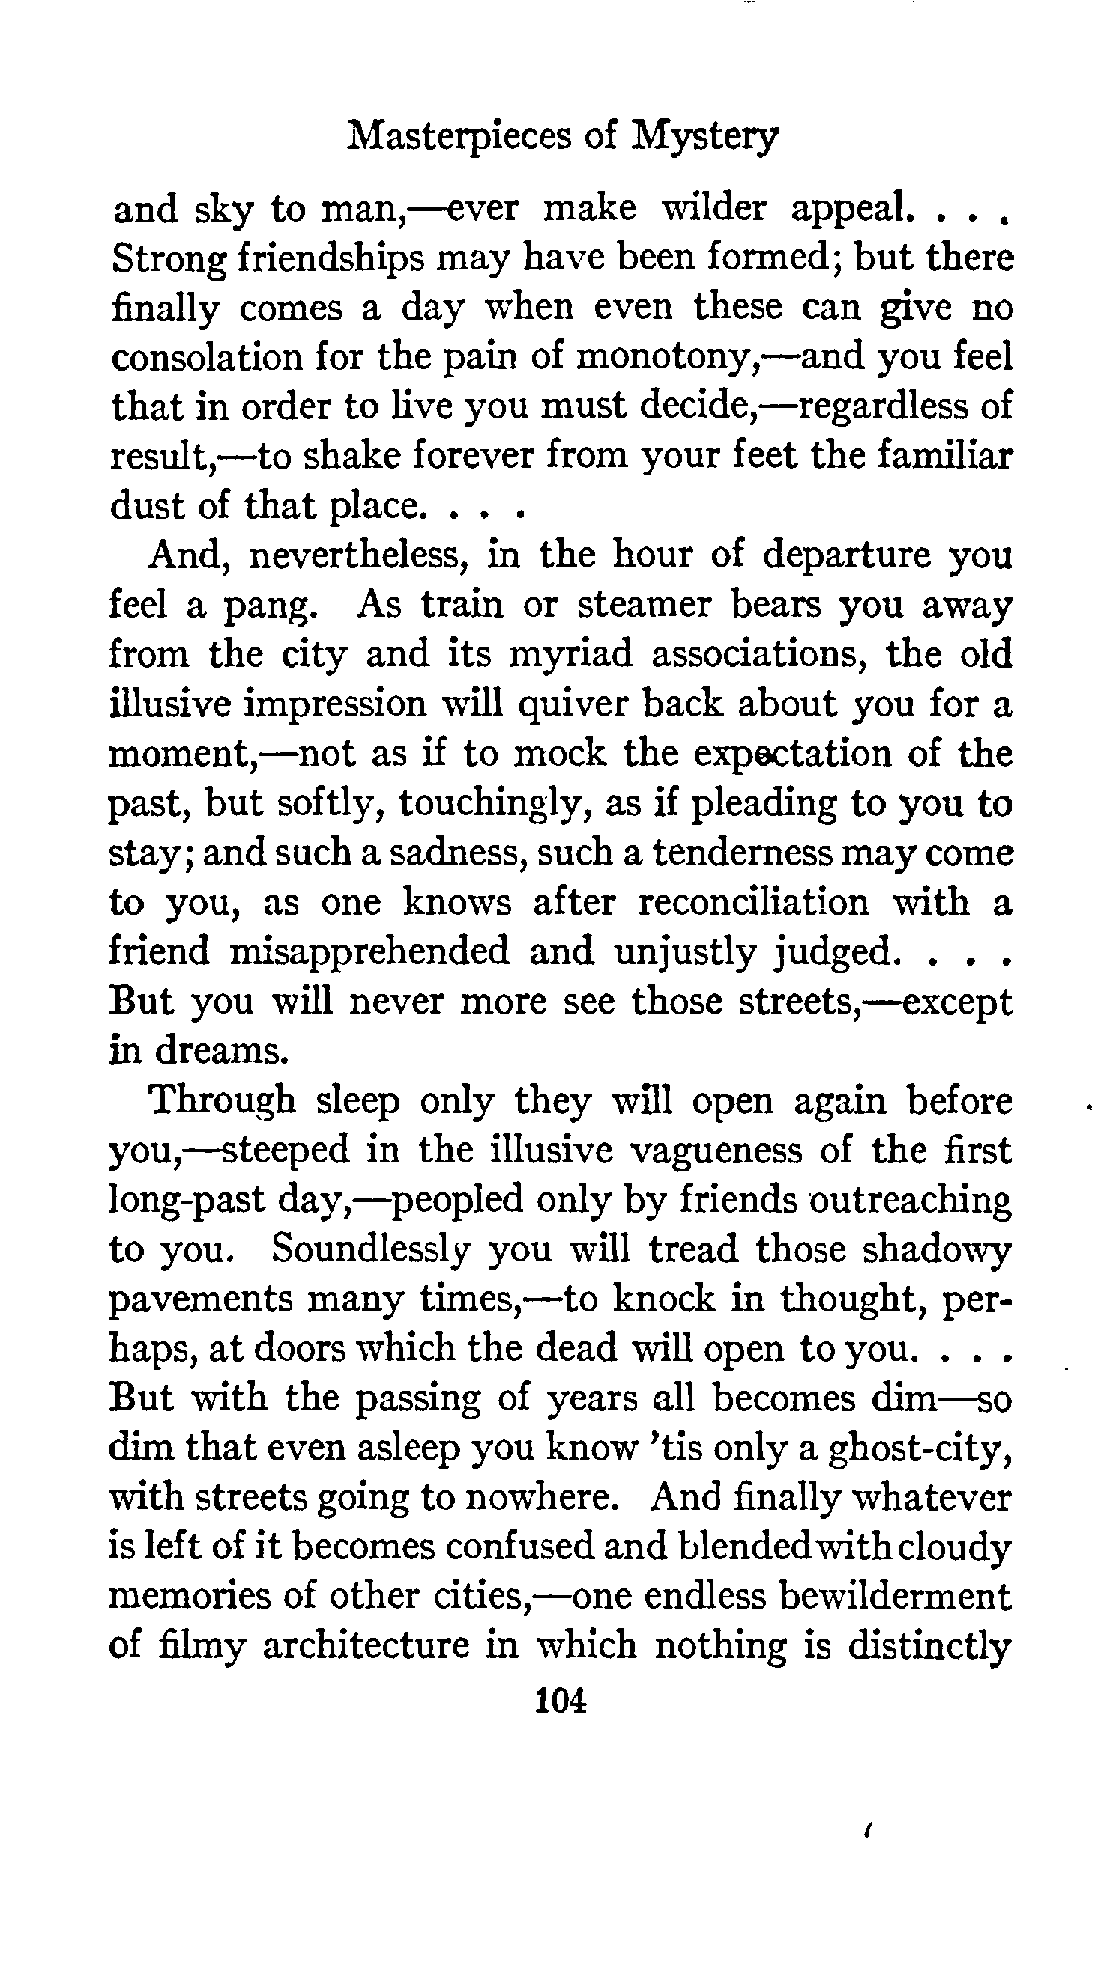 Masterpieces of Mystery
and sky to man,—ever make wilder appeal. . . .
Strong friendships may have been formed; but there
finally comes a day when even these can give no
consolation for the pain of monotony,—and you feel
that in order to live you must decide,—regardless of
result,—to shake forever from your feet the familiar
dust of that place. . . .
And, nevertheless, in the hour of departure you
feel a pang. As train or steamer bears you away
from the city and its myriad associations, the old
illusive impression will quiver back about you for a
moment,—not as if to mock the expectation of the
past, but softly, touchingly, as if pleading to you to
stay; and such a sadness, such a tenderness may come
to you, as one knows after reconciliation with a
friend misapprehended and unjustly judged. . . .
But you will never more see those streets,—except
in dreams.
Through sleep only they will open again before
you,—steeped in the illusive vagueness of the first
long-past day,—peopled only by friends outreaching
to you. Soundlessly you will tread those shadowy
pavements many times,—to knock in thought, per-
haps, at doors which the dead will open to you. . . .
But with the passing of years all becomes dim—so
dim that even asleep you know 'tis only a ghost-city,
with streets going to nowhere. And finally whatever
is left of it becomes confused and blended with cloudy
memories of other cities,—one endless bewilderment
of filmy architecture in which nothing is distinctly
104